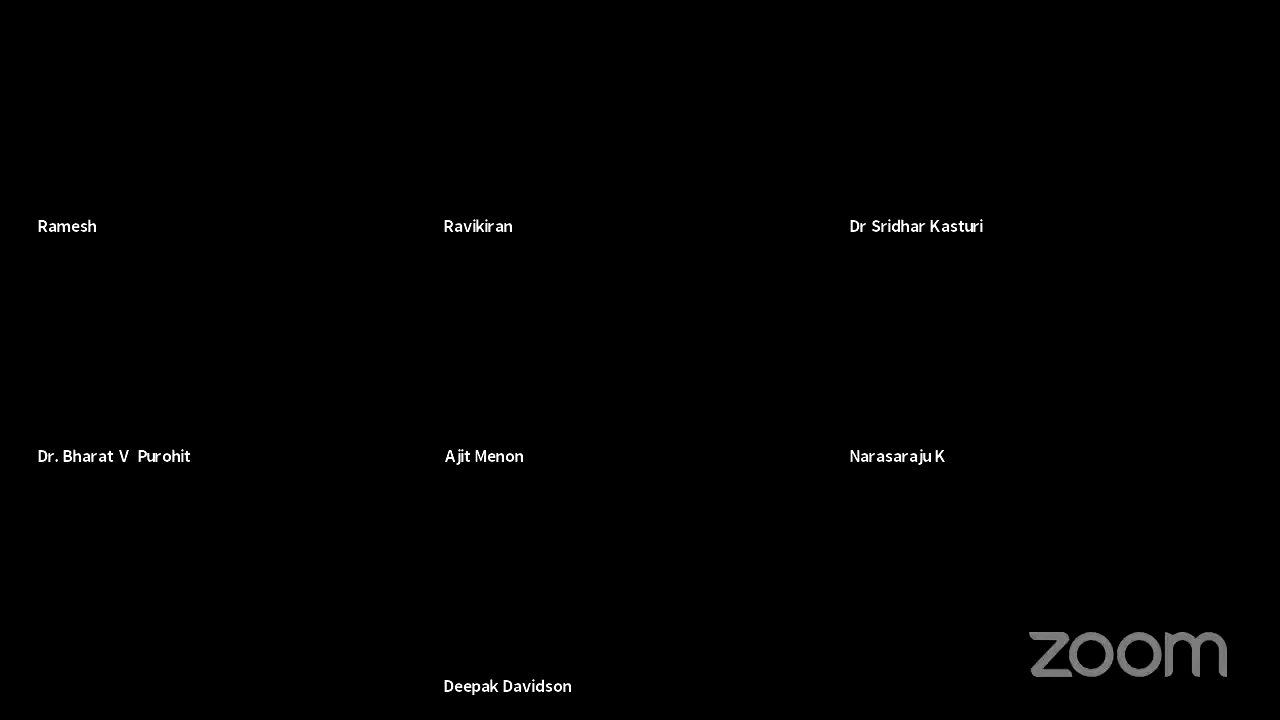 Ramesh
Ravikiran
Dr Sridhar Kasturi
Dr. Bharat V Purohit
Ajit Menon
Narasaraju K
zoom
Deepak Davidson